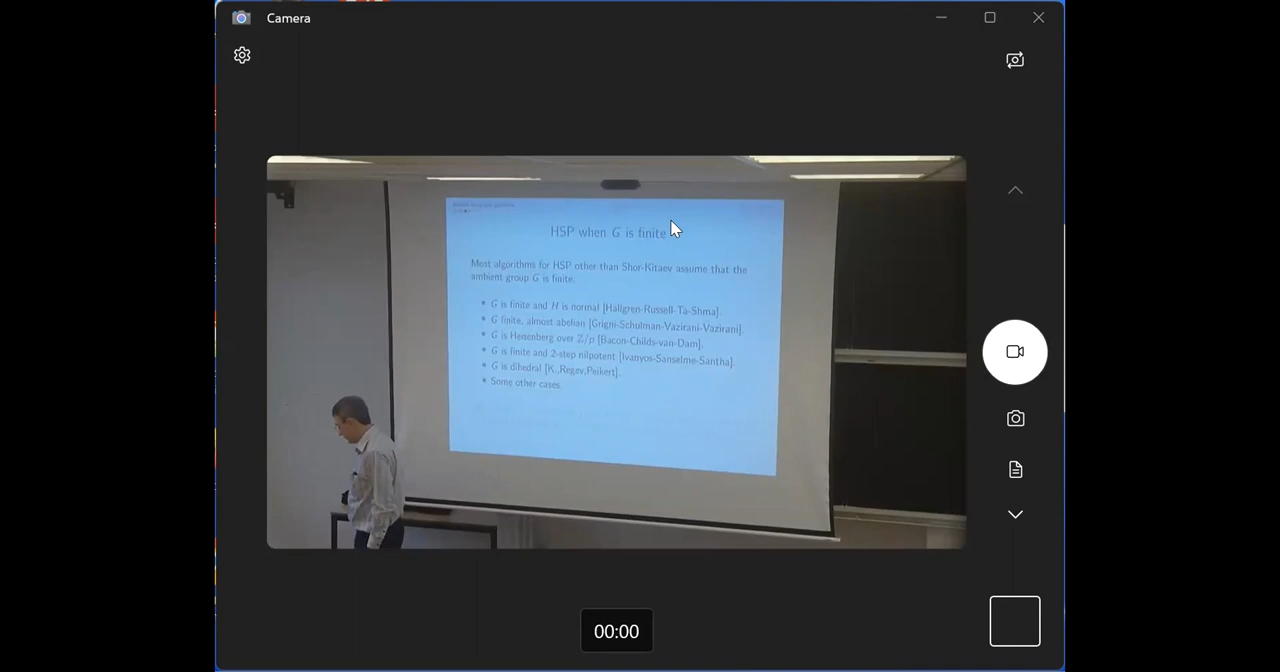 Camera
HSP when G is finite
Most algorithms for HSP other than Shor-Kitaev assume that the
ambient group G is finite.
• G is finite and H is normal [Hallgren-Russell-Ta-Shma].
• G finite, almost abelian [Grigni-Schulman-Vazirani-Vazirani].
• G is Heisenberg over ℤ/p [Bacon-Childs-van-Dam].
• G is finite and 2-step nilpotent [Ivanyos-Sanselme-Santha].
• G is dihedral [K.,Regev,Peikert].
• Some other cases.
00:00